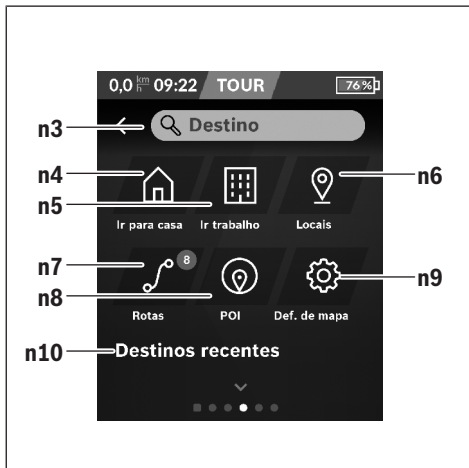 0,0 km/h 09:22 TOUR 76 %
n3 Destino
n4 n6
n5
Ir para casa Ir trabalho Locais
n7 8
n8 n9
Rotas POI Def. de mapa
n10 Destinos recentes